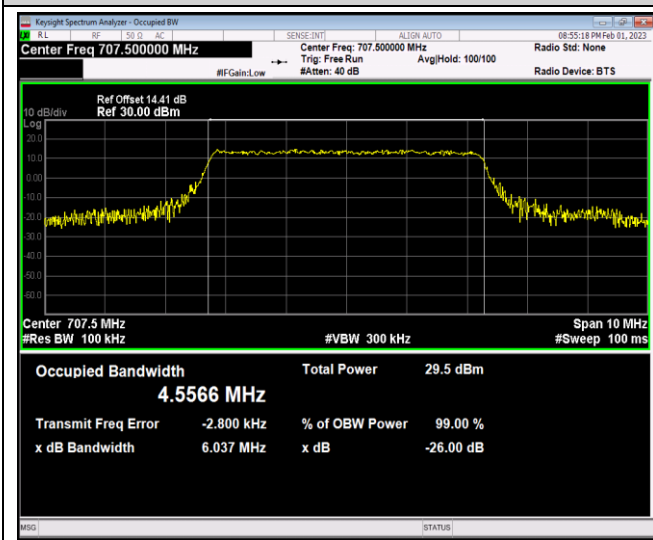 Keysight Spectrum Analyzer - Occupied BW
RL RF 50 Ω AC SENSE:INT ALIGN AUTO 08:55:18 PM Feb 01, 2023
Center Freq 707.500000 MHz Center Freq: 707.500000 MHz Radio Std: None
Trig: Free Run Avg|Hold: 100/100
#IFGain:Low #Atten: 40 dB Radio Device: BTS
Ref Offset 14.41 dB
10 dB/div Ref 30.00 dBm
Log
20.0
10.0
0.00
-10.0
-20.0
-30.0
-40.0
-50.0
-60.0
Center 707.5 MHz Span 10 MHz
#Res BW 100 kHz #VBW 300 kHz #Sweep 100 ms
Occupied Bandwidth Total Power 29.5 dBm
4.5566 MHz
Transmit Freq Error -2.800 kHz % of OBW Power 99.00 %
x dB Bandwidth 6.037 MHz x dB -26.00 dB
MSG STATUS